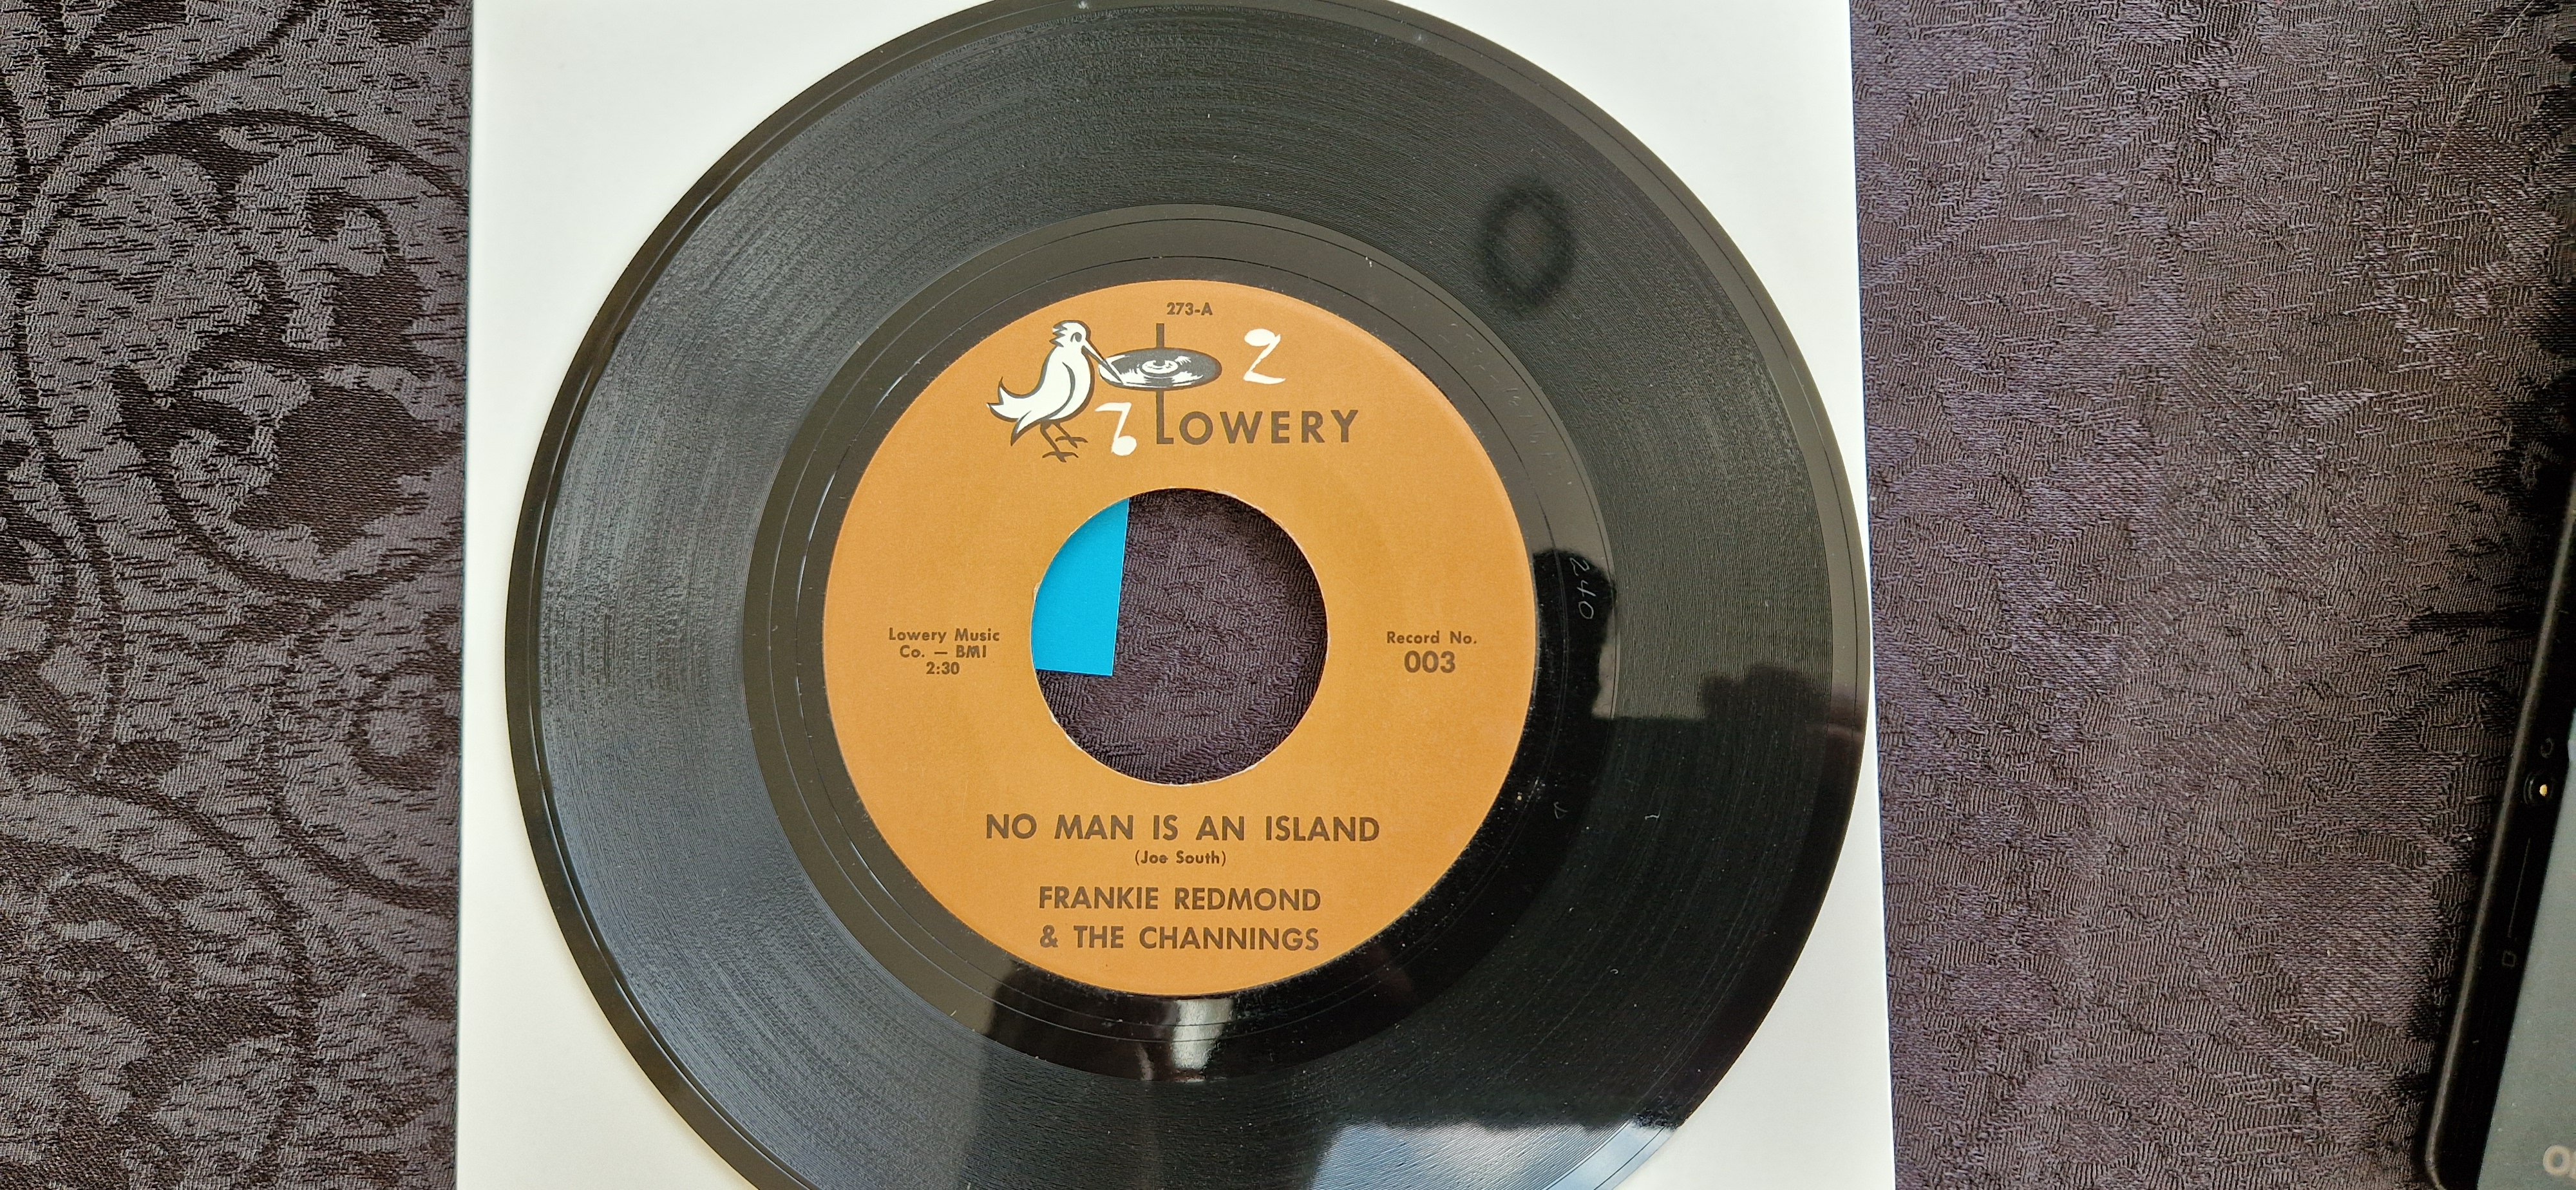 273-A
LOWERY
Lowery Music
Co. — BMI
2:30
Record No.
003
240
NO MAN IS AN ISLAND
(Joe South)
FRANKIE REDMOND
& THE CHANNINGS